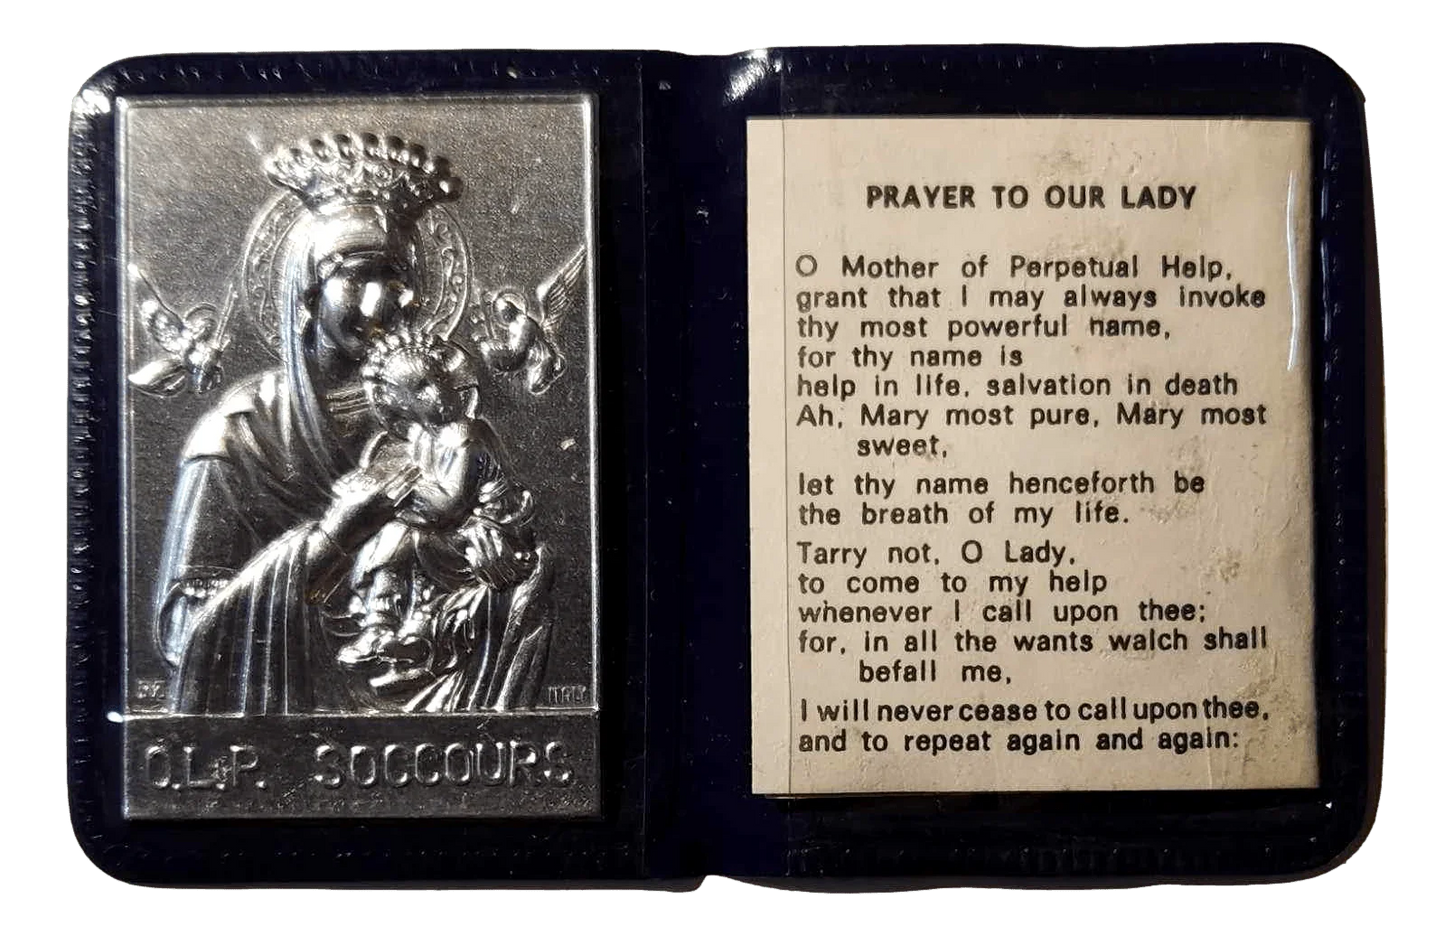 O.L.P. SOCCOURS
ITALY
PRAYER TO OUR LADY
O Mother of Perpetual Help,
grant that I may always invoke
thy most powerful name,
for thy name is
help in life, salvation in death
Ah, Mary most pure, Mary most
sweet,
let thy name henceforth be
the breath of my life.
Tarry not, O Lady,
to come to my help
whenever I call upon thee;
for, in all the wants walch shall
befall me,
I will never cease to call upon thee,
and to repeat again and again: